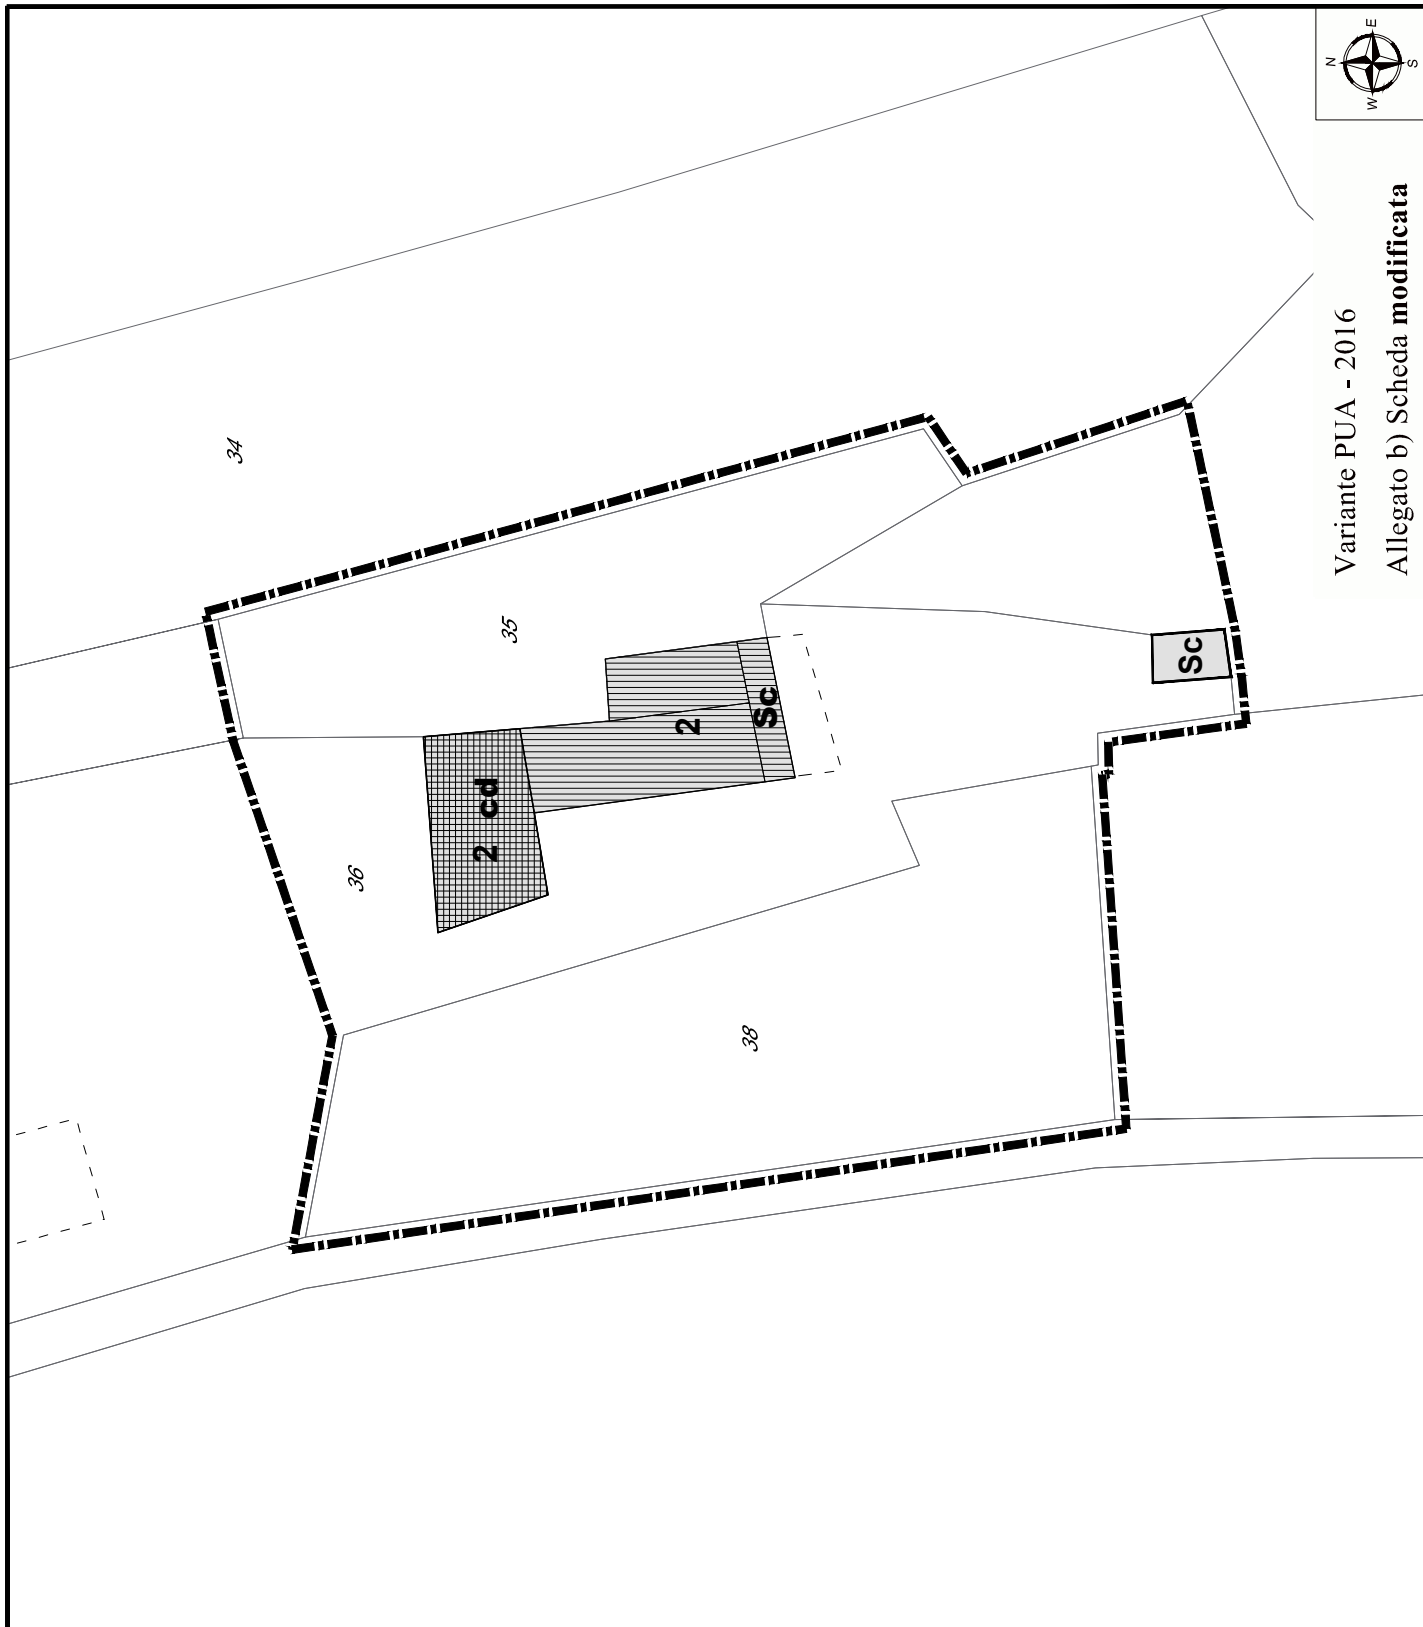 N
E
W
S
34
35
36
38
2 cd
2
Sc
Sc
Variante PUA - 2016
Allegato b) Scheda modificata